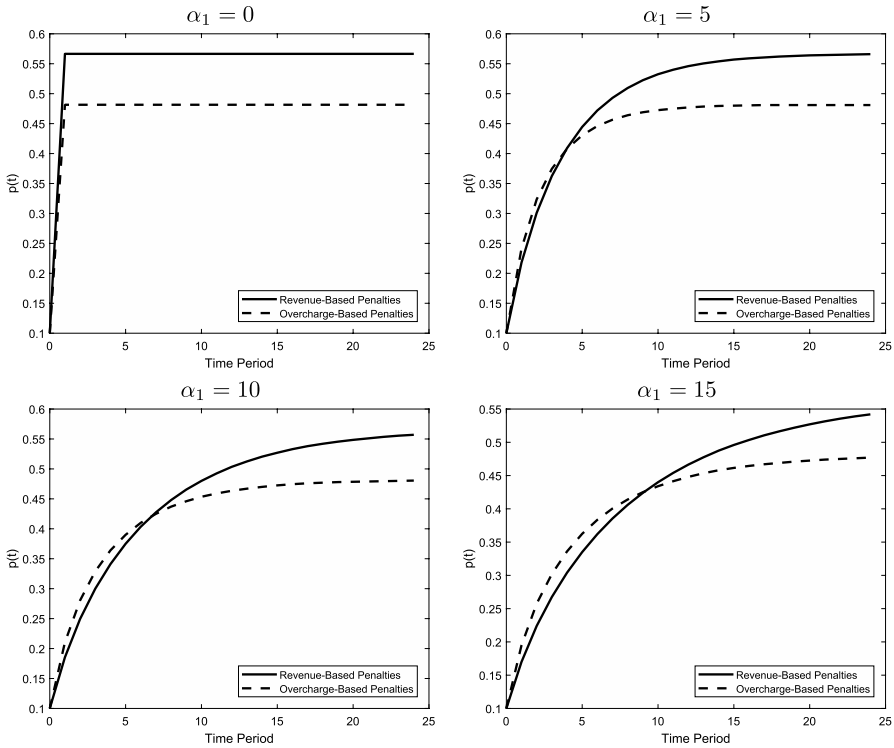 α₁ = 0
0.6
0.55
0.5
0.45
0.4
0.35
0.3
0.25
0.2
0.15
0.1
p(t)
0 5 10 15 20 25
Time Period
Revenue-Based Penalties
Overcharge-Based Penalties
α₁ = 5
0.6
0.55
0.5
0.45
0.4
0.35
0.3
0.25
0.2
0.15
0.1
p(t)
0 5 10 15 20 25
Time Period
Revenue-Based Penalties
Overcharge-Based Penalties
α₁ = 10
0.6
0.55
0.5
0.45
0.4
0.35
0.3
0.25
0.2
0.15
0.1
p(t)
0 5 10 15 20 25
Time Period
Revenue-Based Penalties
Overcharge-Based Penalties
α₁ = 15
0.55
0.5
0.45
0.4
0.35
0.3
0.25
0.2
0.15
0.1
p(t)
0 5 10 15 20 25
Time Period
Revenue-Based Penalties
Overcharge-Based Penalties